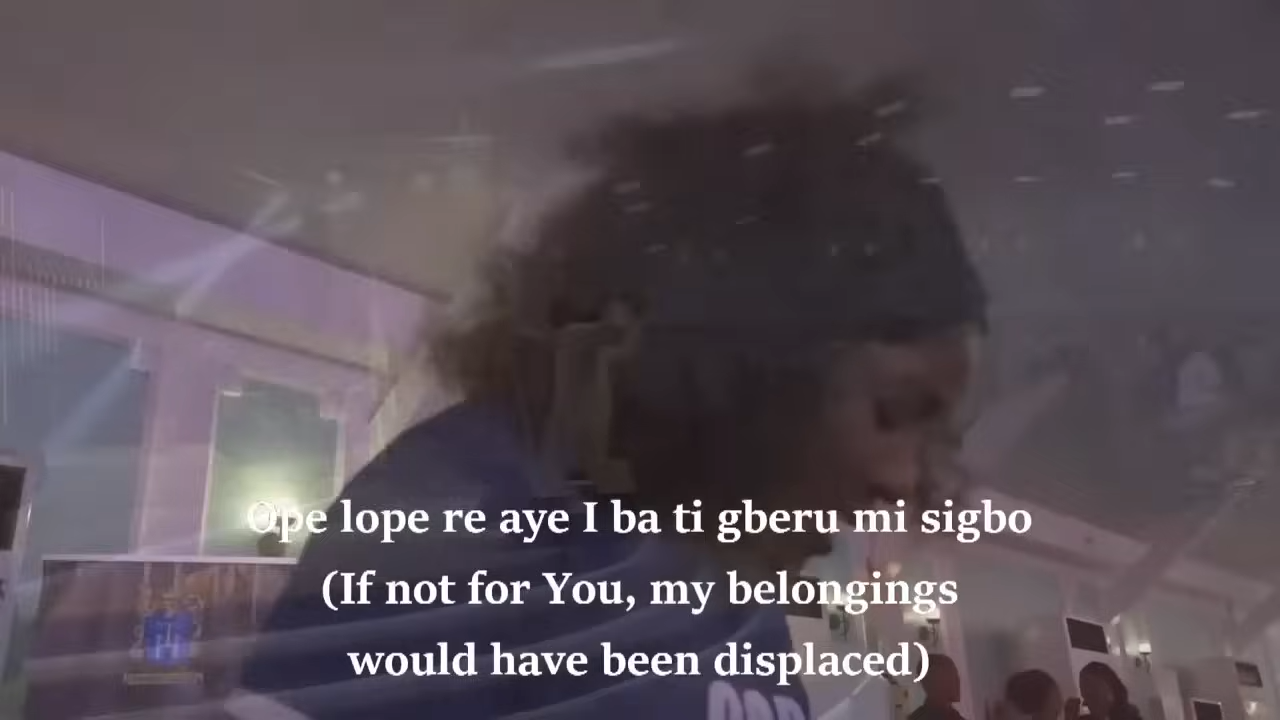 Ope lope re aye I ba ti gberu mi sigbo
(If not for You, my belongings
would have been displaced)